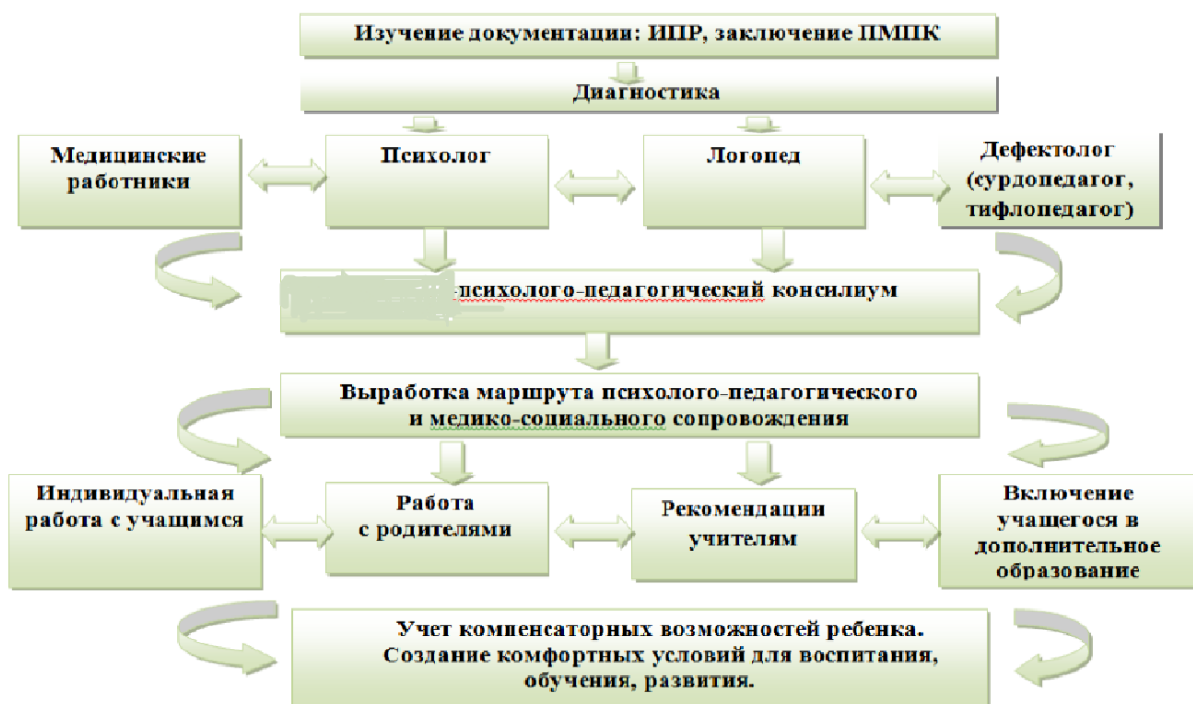 Изучение документации: ИПР, заключение ПМПК
Диагностика
Медицинские
работники
Психолог
Логопед
Дефектолог
(сурдопедагог,
тифлопедагог)
-психолого-педагогический консилиум
Выработка маршрута психолого-педагогического
и медико-социального сопровождения
Индивидуальная
работа с учащимся
Работа
с родителями
Рекомендации
учителям
Включение
учащегося в
дополнительное
образование
Учет компенсаторных возможностей ребенка.
Создание комфортных условий для воспитания,
обучения, развития.